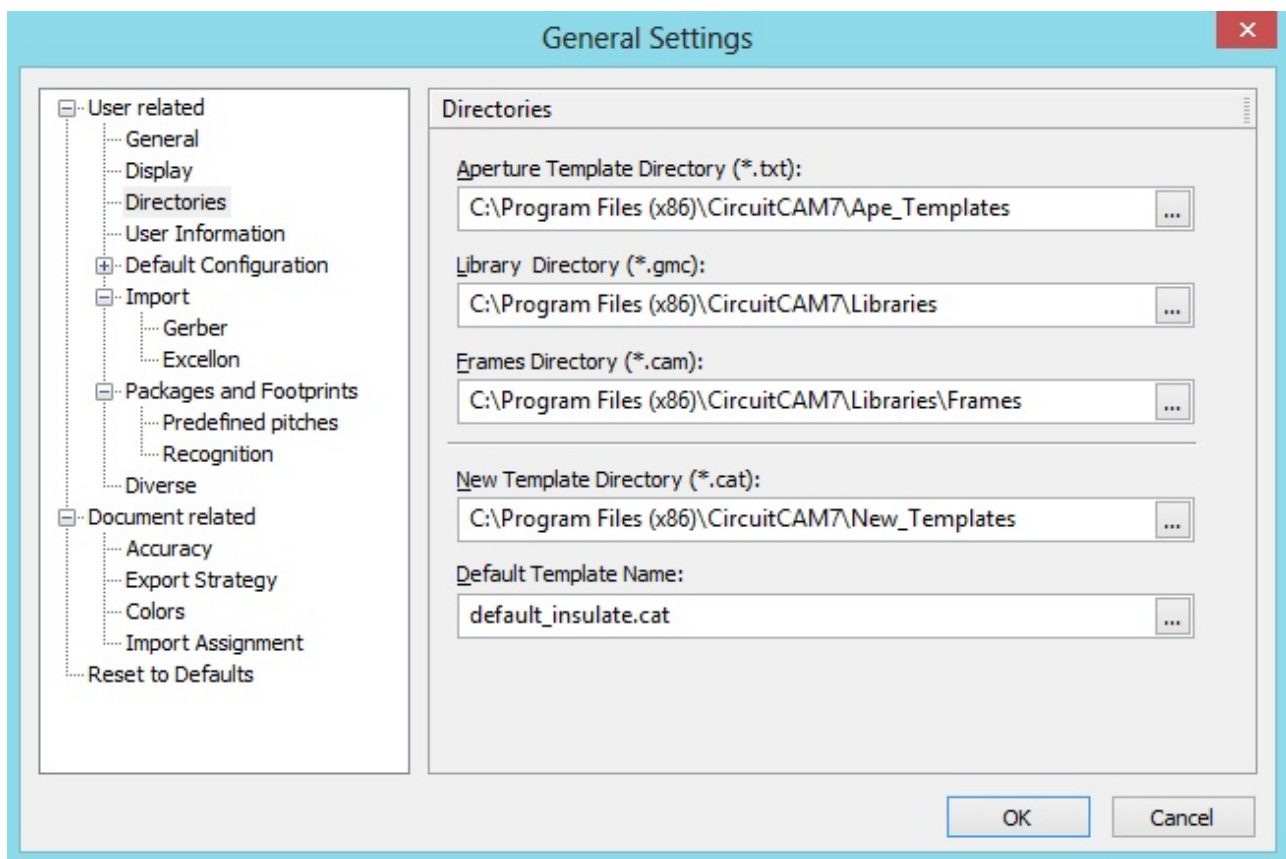 General Settings
User related
General
Display
Directories
User Information
Default Configuration
Import
Gerber
Excellon
Packages and Footprints
Predefined pitches
Recognition
Diverse
Document related
Accuracy
Export Strategy
Colors
Import Assignment
Reset to Defaults
Directories
Aperture Template Directory (*.txt):
C:\Program Files (x86)\CircuitCAM7\Ape_Templates
...
Library  Directory (*.gmc):
C:\Program Files (x86)\CircuitCAM7\Libraries
...
Frames Directory (*.cam):
C:\Program Files (x86)\CircuitCAM7\Libraries\Frames
...
New Template Directory (*.cat):
C:\Program Files (x86)\CircuitCAM7\New_Templates
...
Default Template Name:
default_insulate.cat
...
OK
Cancel